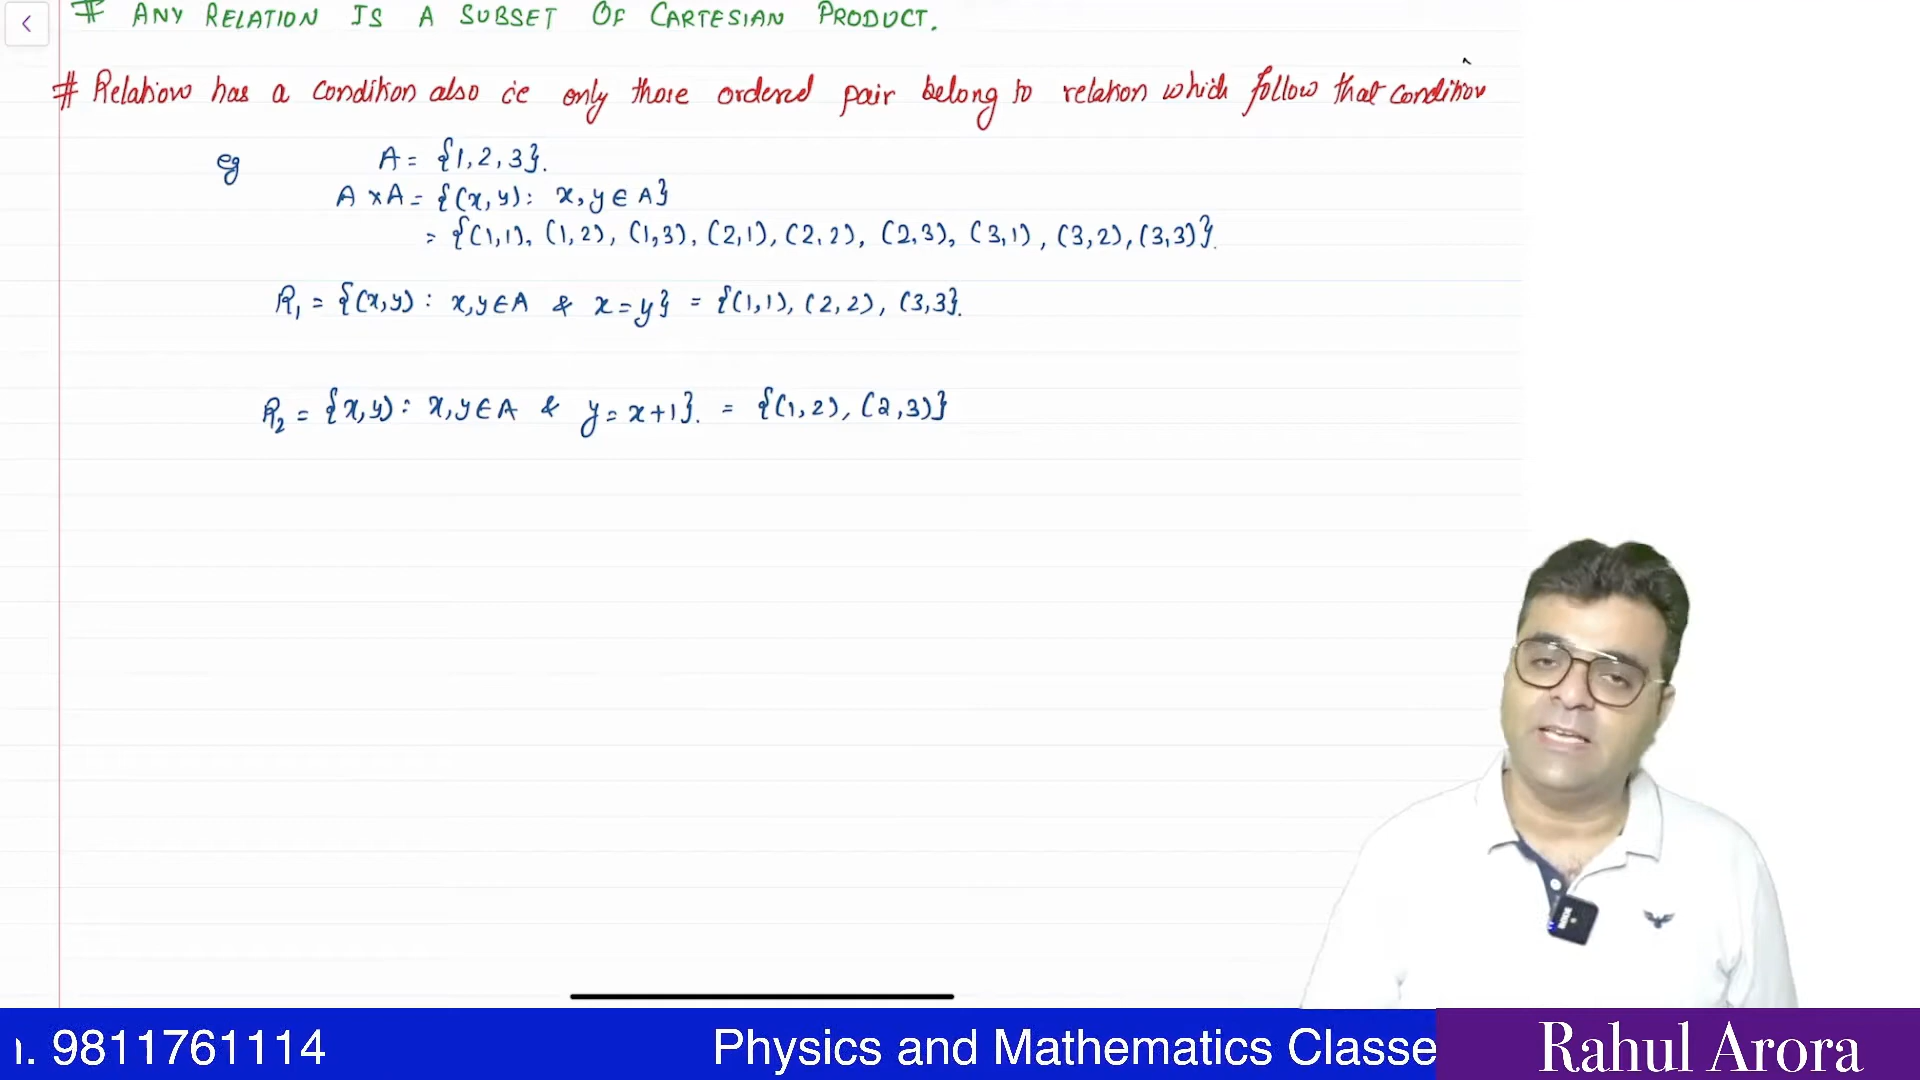 # ANY RELATION IS A SUBSET OF CARTESIAN PRODUCT.
# Relation has a condition also ie only those ordered pair belong to relation which follow that condition
eg A = {1, 2, 3}.
A × A = {(x, y) : x, y ∈ A}
= {(1,1), (1,2), (1,3), (2,1), (2,2), (2,3), (3,1), (3,2), (3,3)}.
R₁ = {(x,y) : x,y ∈ A & x = y} = {(1,1), (2,2), (3,3}.
R₂ = {x,y) : x,y ∈ A & y = x+1}. = {(1,2), (2,3)}
. 9811761114 Physics and Mathematics Classe Rahul Arora